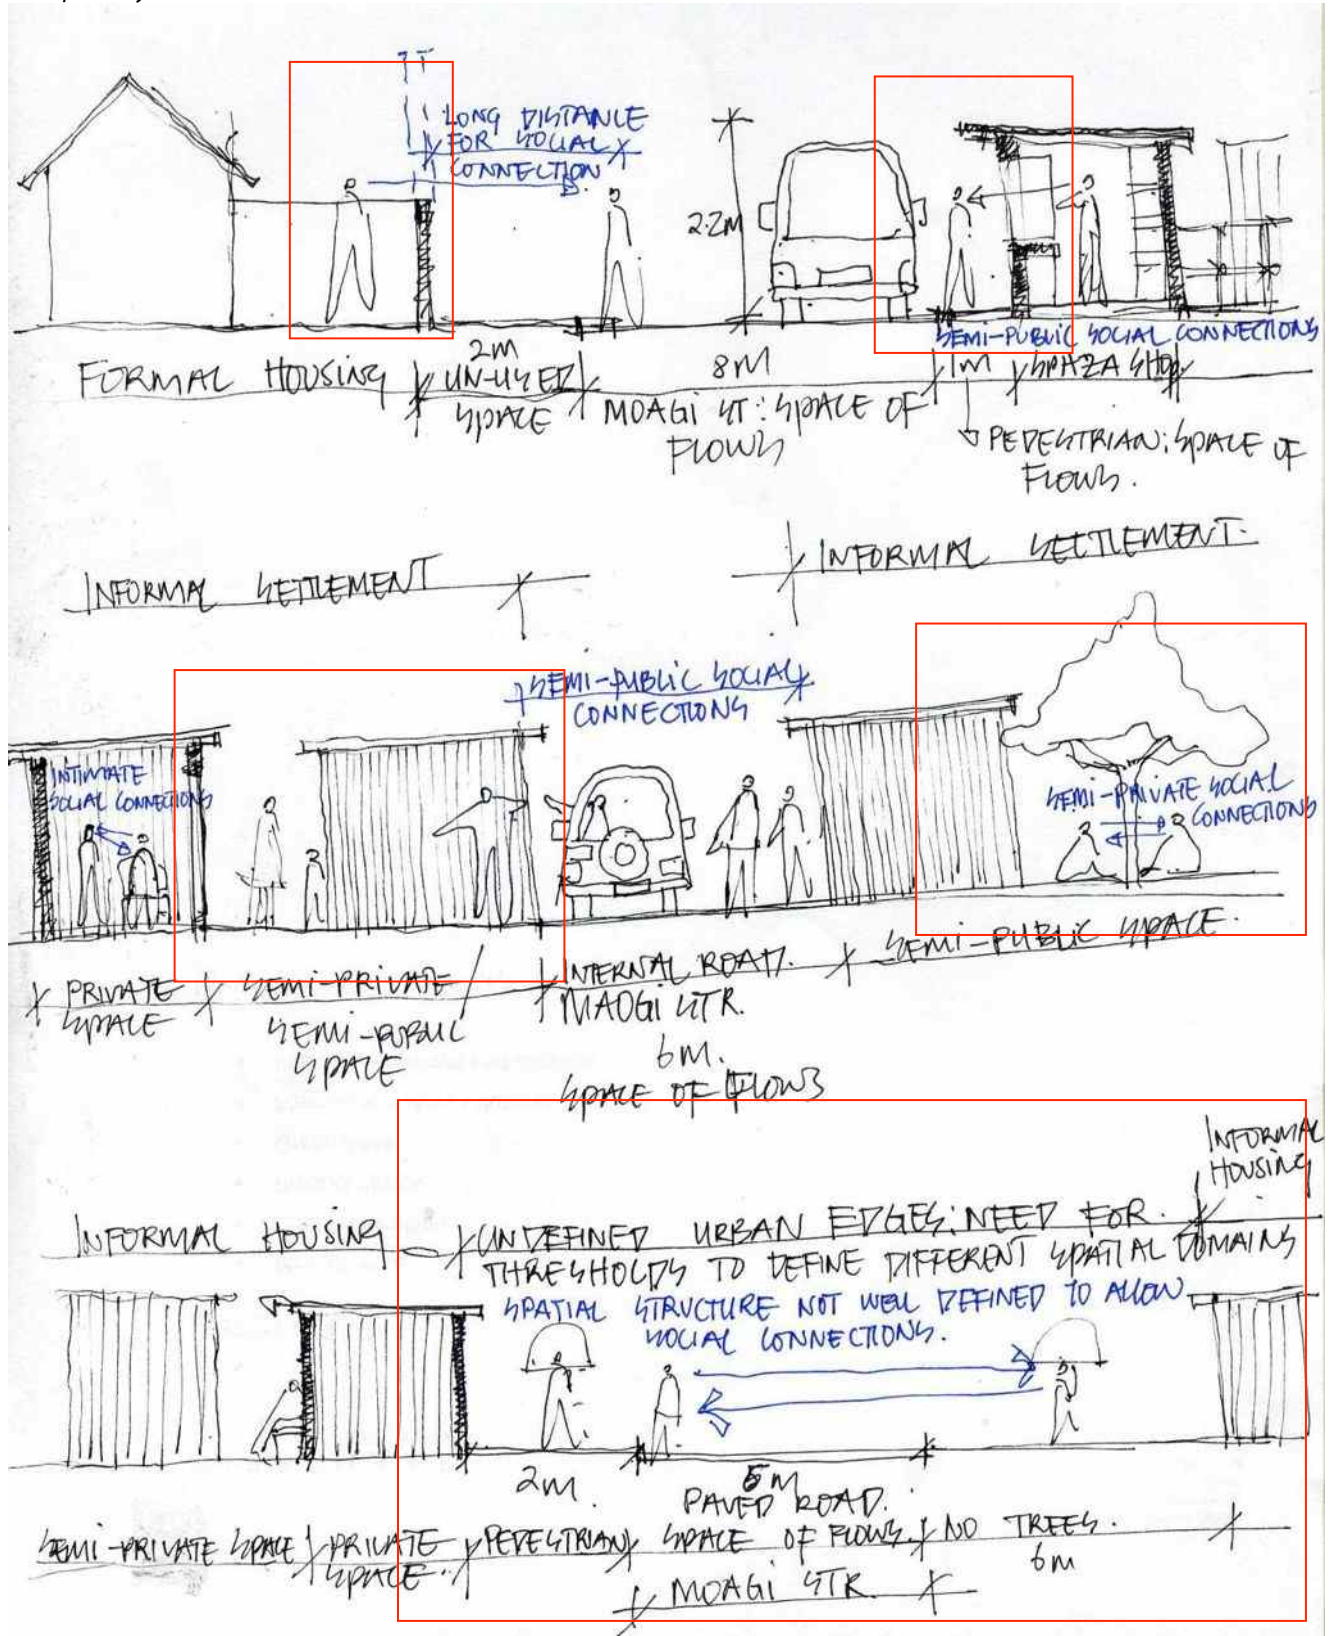 LONG DISTANCE
FOR SOCIAL
CONNECTION
2.2M
SEMI-PUBLIC SOCIAL CONNECTIONS
FORMAL HOUSING
2M
UN-USED
SPACE
8M
MOAGI ST: SPACE OF
FLOWS
1M
SPAZA SHOP
PEDESTRIAN: SPACE OF
FLOWS.
INFORMAL SETTLEMENT
INFORMAL SETTLEMENT.
SEMI-PUBLIC SOCIAL
CONNECTIONS
INTIMATE
SOCIAL CONNECTIONS
SEMI-PRIVATE SOCIAL
CONNECTIONS
PRIVATE
SPACE
SEMI-PRIVATE /
SEMI-PUBLIC
SPACE
INTERNAL ROAD.
MAOGI STR.
6M.
SPACE OF FLOWS
SEMI-PUBLIC SPACE.
INFORMAL
HOUSING
INFORMAL HOUSING
UNDEFINED URBAN EDGES: NEED FOR
THRESHOLDS TO DEFINE DIFFERENT SPATIAL DOMAINS
SPATIAL STRUCTURE NOT WELL DEFINED TO ALLOW
SOCIAL CONNECTIONS.
2M.
5M
PAVED ROAD.
SEMI-PRIVATE SPACE
PRIVATE
SPACE.
PEDESTRIAN
SPACE OF FLOWS.
NO TREES.
6M
MOAGI STR.